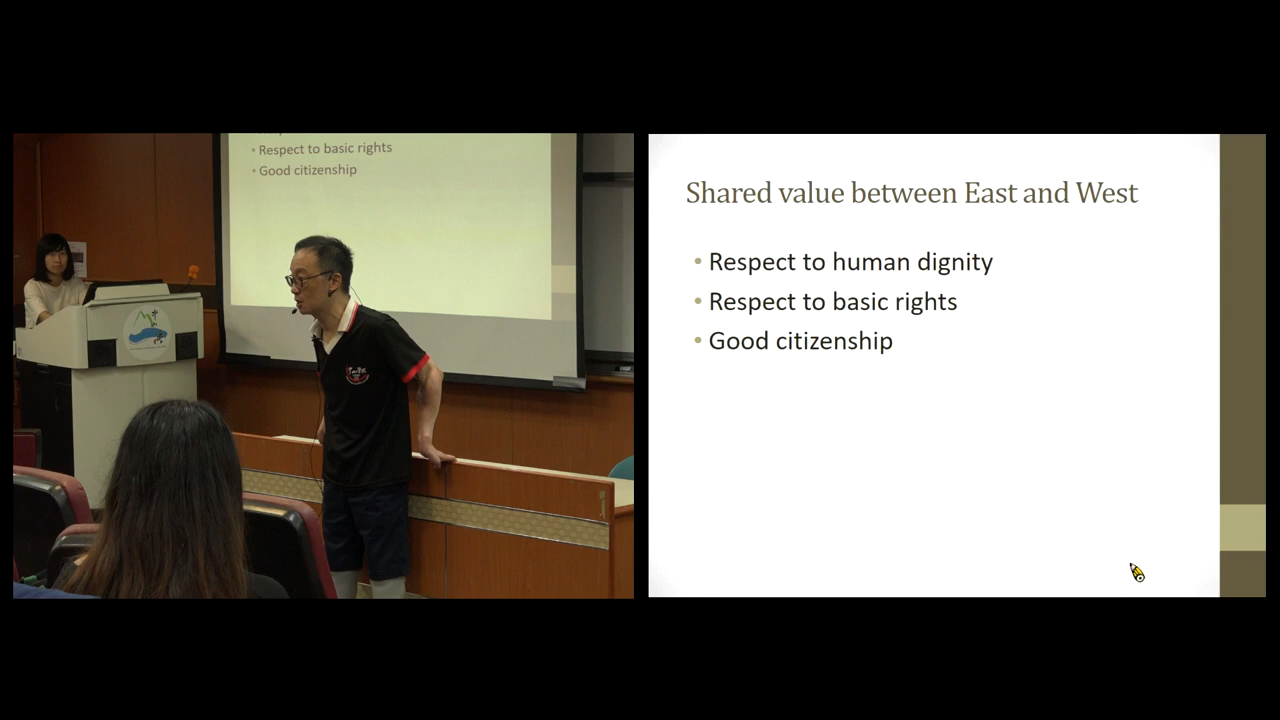 Respect to basic rights
Good citizenship
Shared value between East and West
• Respect to human dignity
• Respect to basic rights
• Good citizenship